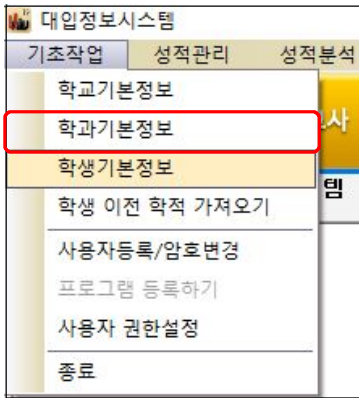 대입정보시스템
기초작업 성적관리 성적분석
학교기본정보
학과기본정보
사
학생기본정보
템
학생 이전 학적 가져오기
사용자등록/암호변경
프로그램 등록하기
사용자 권한설정
종료